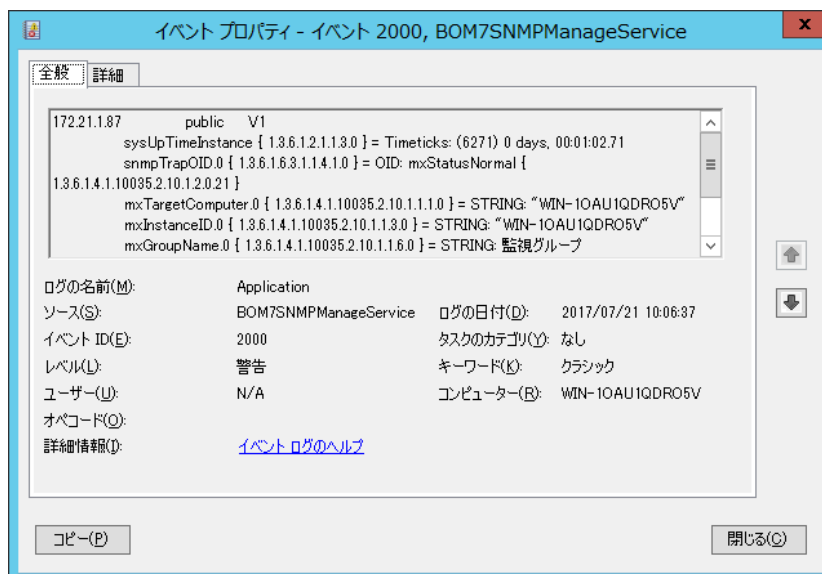 イベント プロパティ - イベント 2000, BOM7SNMPManageService
x
全般 詳細
172.21.1.87 public V1
sysUpTimeInstance { 1.3.6.1.2.1.1.3.0 } = Timeticks: (6271) 0 days, 00:01:02.71
snmpTrapOID.0 { 1.3.6.1.6.3.1.1.4.1.0 } = OID: mxStatusNormal {
1.3.6.1.4.1.10035.2.10.1.2.0.21 }
mxTargetComputer.0 { 1.3.6.1.4.1.10035.2.10.1.1.1.0 } = STRING: "WIN-1OAU1QDRO5V"
mxInstanceID.0 { 1.3.6.1.4.1.10035.2.10.1.1.3.0 } = STRING: "WIN-1OAU1QDRO5V"
mxGroupName.0 { 1.3.6.1.4.1.10035.2.10.1.1.6.0 } = STRING: 監視グループ
ログの名前(M): Application
ソース(S): BOM7SNMPManageService ログの日付(D): 2017/07/21 10:06:37
イベント ID(E): 2000 タスクのカテゴリ(Y): なし
レベル(L): 警告 キーワード(K): クラシック
ユーザー(U): N/A コンピューター(R): WIN-1OAU1QDRO5V
オペコード(O):
詳細情報(I): イベント ログのヘルプ
コピー(P) 閉じる(C)